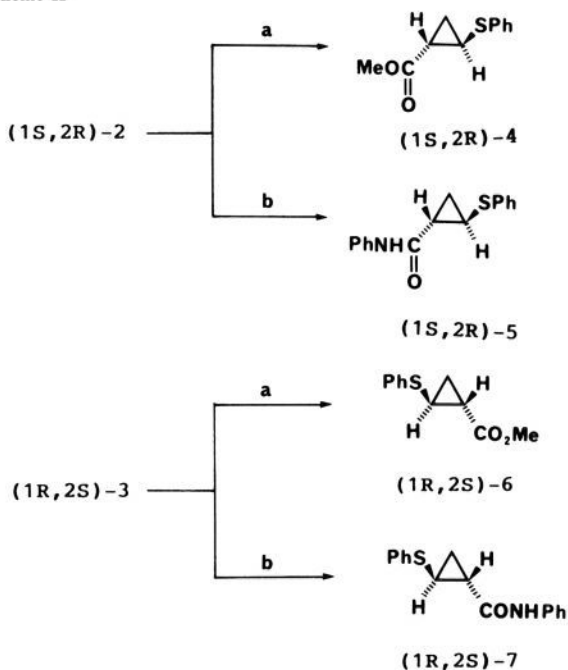 a
H
SPh
MeOC
O
H
(1S,2R)-4
(1S,2R)-2
b
H
SPh
PhNHC
O
H
(1S,2R)-5
a
PhS
H
H
CO₂Me
(1R,2S)-6
(1R,2S)-3
b
PhS
H
H
CONHPh
(1R,2S)-7